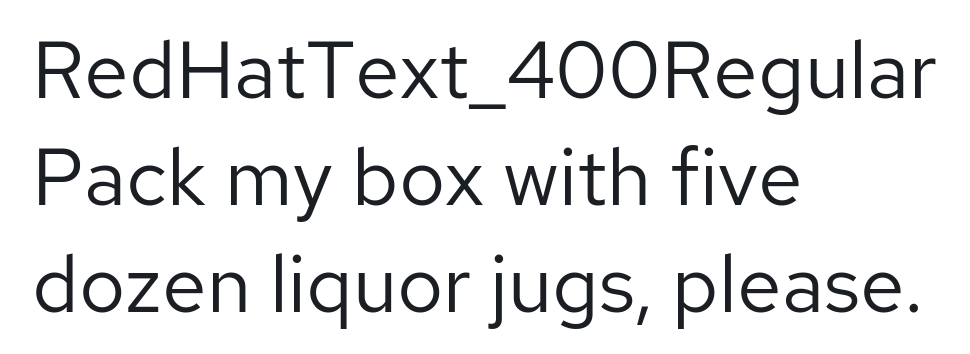 RedHatText_400Regular
Pack my box with five
dozen liquor jugs, please.